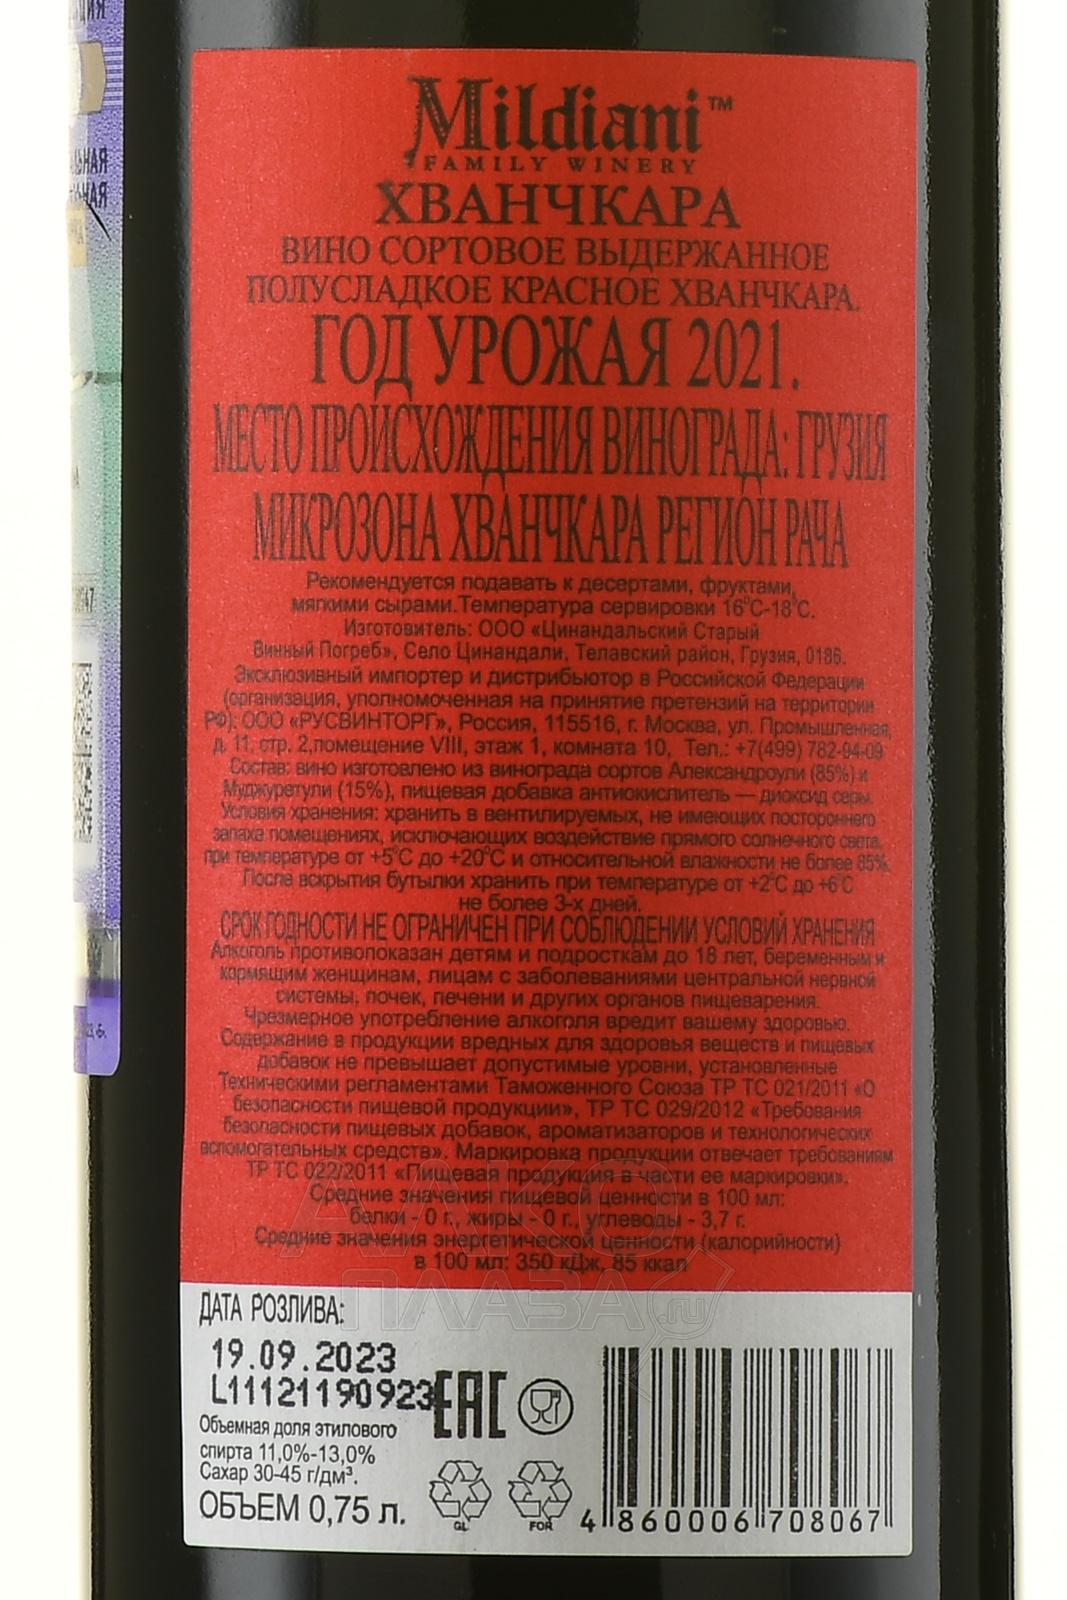 Mildiani™
FAMILY WINERY
ХВАНЧКАРА
ВИНО СОРТОВОЕ ВЫДЕРЖАННОЕ
ПОЛУСЛАДКОЕ КРАСНОЕ ХВАНЧКАРА.
ГОД УРОЖАЯ 2021.
МЕСТО ПРОИСХОЖДЕНИЯ ВИНОГРАДА: ГРУЗИЯ
МИКРОЗОНА ХВАНЧКАРА РЕГИОН РАЧА
Рекомендуется подавать к десертами, фруктами,
мягкими сырами.Температура сервировки 16°С-18°С.
Изготовитель: ООО «Цинандальский Старый
Винный Погреб», Село Цинандали, Телавский район, Грузия, 0186.
Эксклюзивный импортер и дистрибьютор в Российской Федерации
(организация, уполномоченная на принятие претензий на территории
РФ): ООО «РУСВИНТОРГ», Россия, 115516, г. Москва, ул. Промышленная,
д. 11, стр. 2,помещение VIII, этаж 1, комната 10, Тел.: +7(499) 782-94-09
Состав: вино изготовлено из винограда сортов Александроули (85%) и
Муджуретули (15%), пищевая добавка антиокислитель — диоксид серы.
Условия хранения: хранить в вентилируемых, не имеющих постороннего
запаха помещениях, исключающих воздействие прямого солнечного света,
при температуре от +5°С до +20°С и относительной влажности не более 85%.
После вскрытия бутылки хранить при температуре от +2°С до +6°С
не более 3-х дней.
СРОК ГОДНОСТИ НЕ ОГРАНИЧЕН ПРИ СОБЛЮДЕНИИ УСЛОВИЙ ХРАНЕНИЯ
Алкоголь противопоказан детям и подросткам до 18 лет, беременным и
кормящим женщинам, лицам с заболеваниями центральной нервной
системы, почек, печени и других органов пищеварения.
Чрезмерное употребление алкоголя вредит вашему здоровью.
Содержание в продукции вредных для здоровья веществ и пищевых
добавок не превышает допустимые уровни, установленные
Техническими регламентами Таможенного Союза ТР ТС 021/2011 «О
безопасности пищевой продукции», ТР ТС 029/2012 «Требования
безопасности пищевых добавок, ароматизаторов и технологических
вспомогательных средств». Маркировка продукции отвечает требованиям
ТР ТС 022/2011 «Пищевая продукция в части ее маркировки».
Средние значения пищевой ценности в 100 мл:
белки - 0 г., жиры - 0 г., углеводы - 3,7 г.
Средние значения энергетической ценности (калорийности)
в 100 мл: 350 кДж, 85 ккал
АЛКО
ПЛАЗА.ru
ДАТА РОЗЛИВА:
19.09.2023
L11121190923
ЕАС
Объемная доля этилового
спирта 11,0%-13,0%
Сахар 30-45 г/дм³.
ОБЪЕМ 0,75 л.
GL
FOR
4 860006 708067